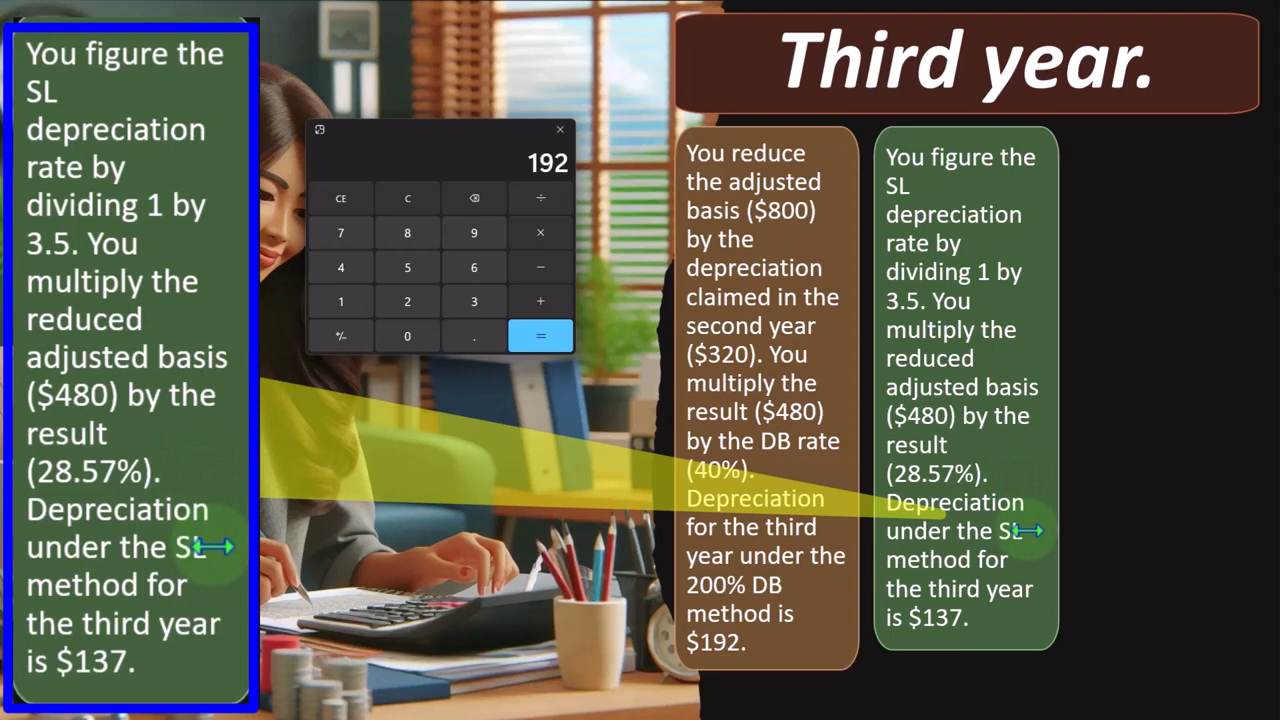 You figure the
SL
depreciation
rate by
dividing 1 by
3.5. You
multiply the
reduced
adjusted basis
($480) by the
result
(28.57%).
Depreciation
under the SL
method for
the third year
is $137.
192
CE C ÷
7 8 9 ×
4 5 6 −
1 2 3 +
+/− 0 . =
Third year.
You reduce
the adjusted
basis ($800)
by the
depreciation
claimed in the
second year
($320). You
multiply the
result ($480)
by the DB rate
(40%).
Depreciation
for the third
year under the
200% DB
method is
$192.
You figure the
SL
depreciation
rate by
dividing 1 by
3.5. You
multiply the
reduced
adjusted basis
($480) by the
result
(28.57%).
Depreciation
under the SL
method for
the third year
is $137.